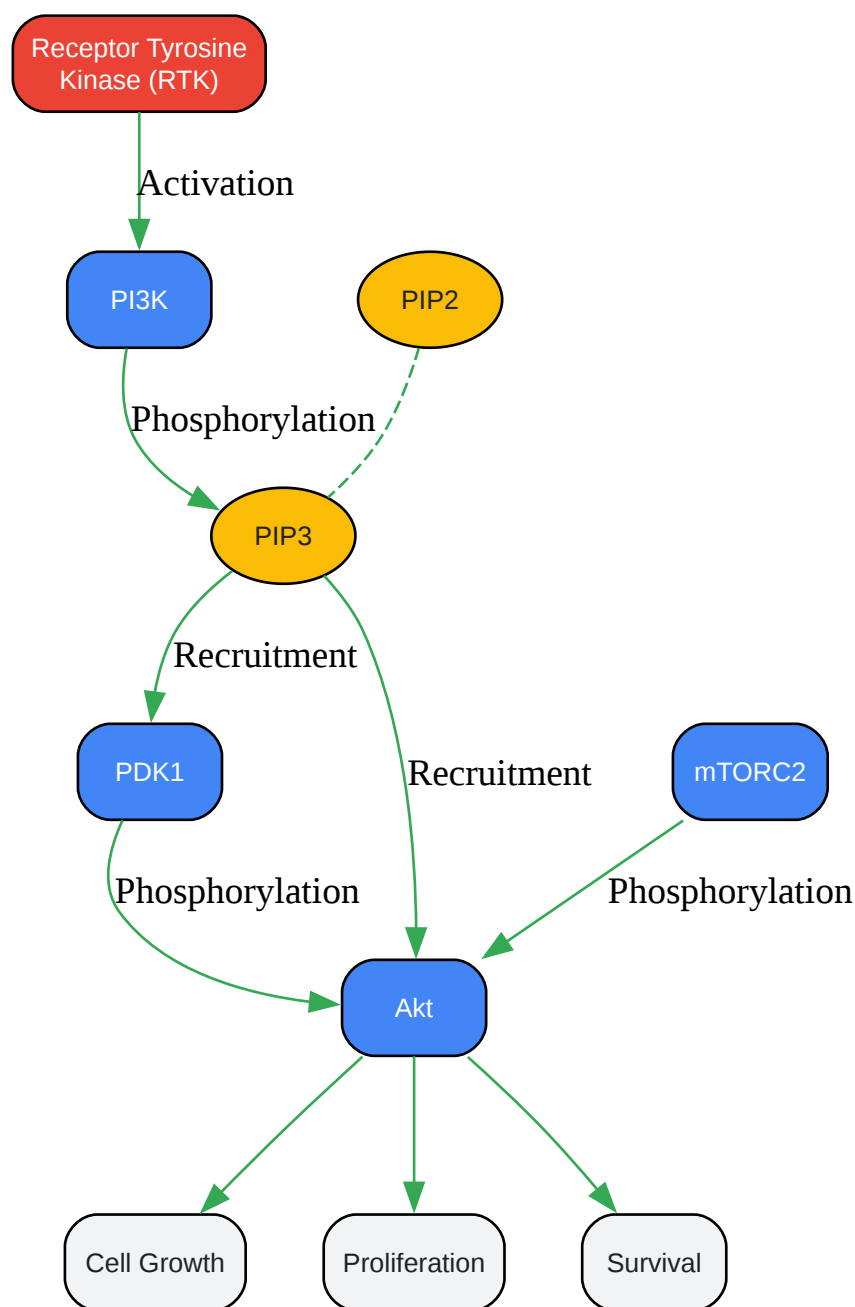 Receptor Tyrosine
Kinase (RTK)
Activation
PI3K
PIP2
Phosphorylation
PIP3
Recruitment
PDK1
Recruitment
mTORC2
Phosphorylation
Phosphorylation
Akt
Cell Growth
Proliferation
Survival